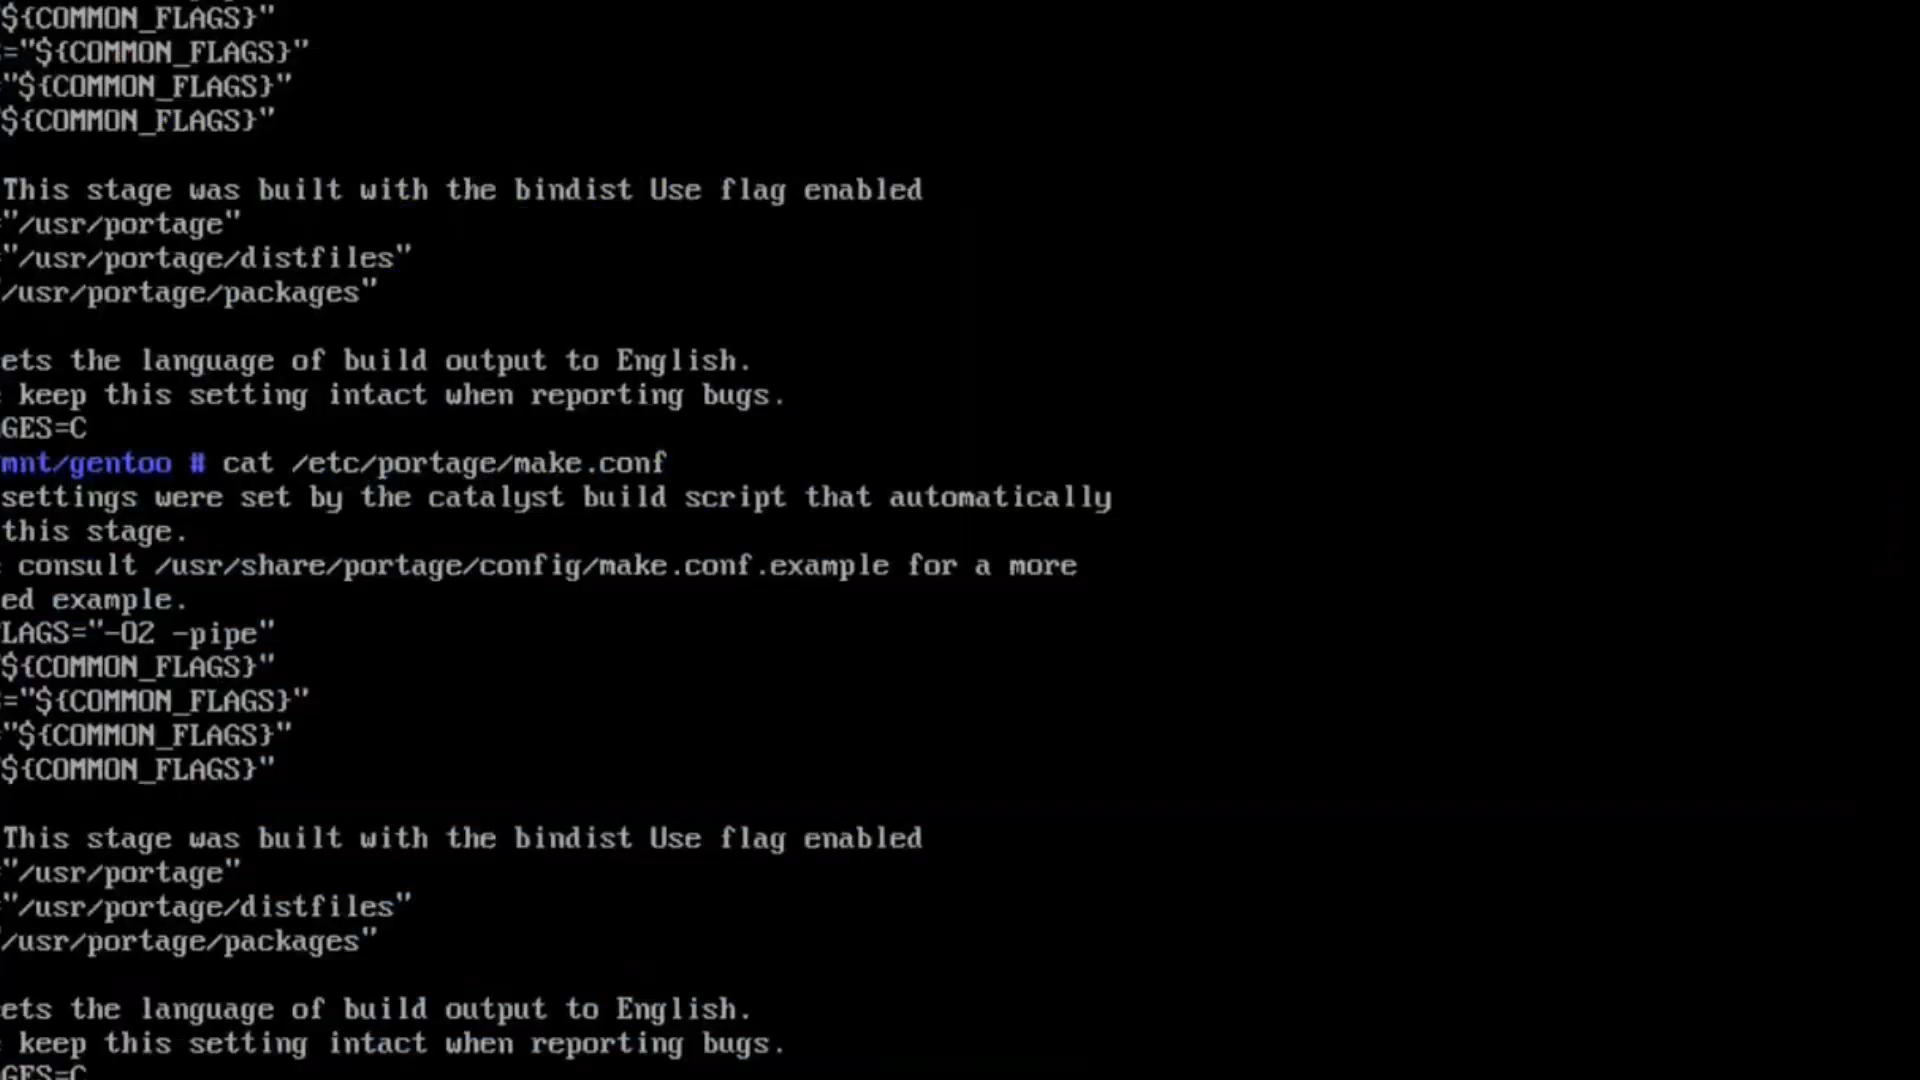 ${COMMON_FLAGS}"
="${COMMON_FLAGS}"
"${COMMON_FLAGS}"
${COMMON_FLAGS}"
This stage was built with the bindist Use flag enabled
"/usr/portage"
"/usr/portage/distfiles"
/usr/portage/packages"
ets the language of build output to English.
keep this setting intact when reporting bugs.
GES=C
mnt/gentoo # cat /etc/portage/make.conf
settings were set by the catalyst build script that automatically
this stage.
consult /usr/share/portage/config/make.conf.example for a more
ed example.
LAGS="-O2 -pipe"
${COMMON_FLAGS}"
="${COMMON_FLAGS}"
"${COMMON_FLAGS}"
${COMMON_FLAGS}"
This stage was built with the bindist Use flag enabled
"/usr/portage"
"/usr/portage/distfiles"
/usr/portage/packages"
ets the language of build output to English.
keep this setting intact when reporting bugs.
GES=C